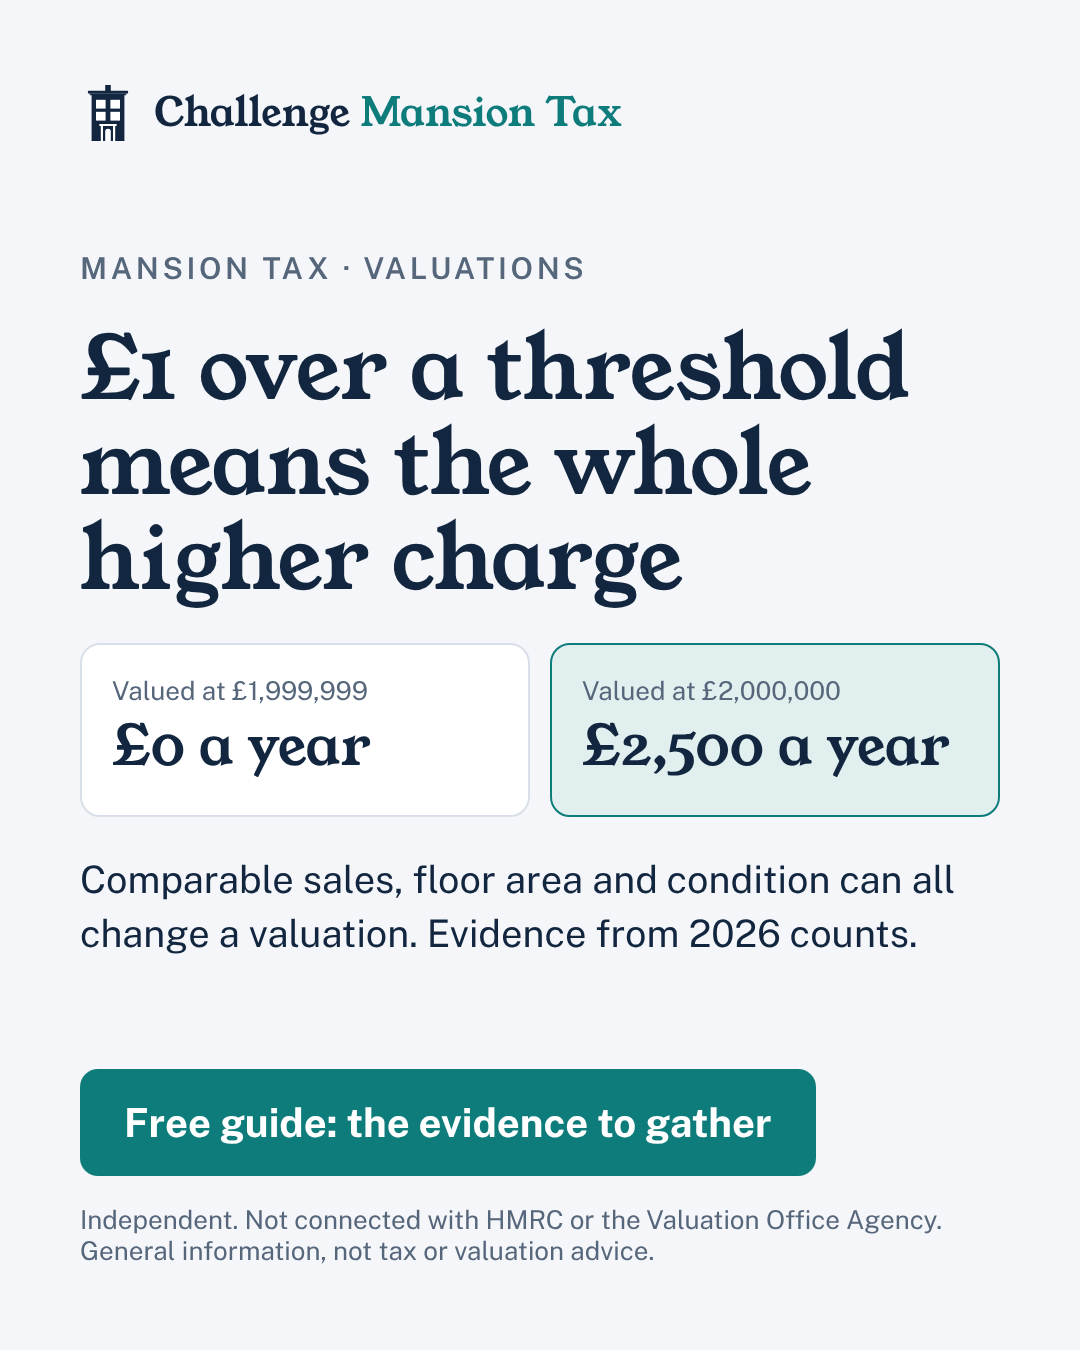 Challenge Mansion Tax
MANSION TAX · VALUATIONS
£1 over a threshold
means the whole
higher charge
Valued at £1,999,999
£0 a year
Valued at £2,000,000
£2,500 a year
Comparable sales, floor area and condition can all
change a valuation. Evidence from 2026 counts.
Free guide: the evidence to gather
Independent. Not connected with HMRC or the Valuation Office Agency.
General information, not tax or valuation advice.